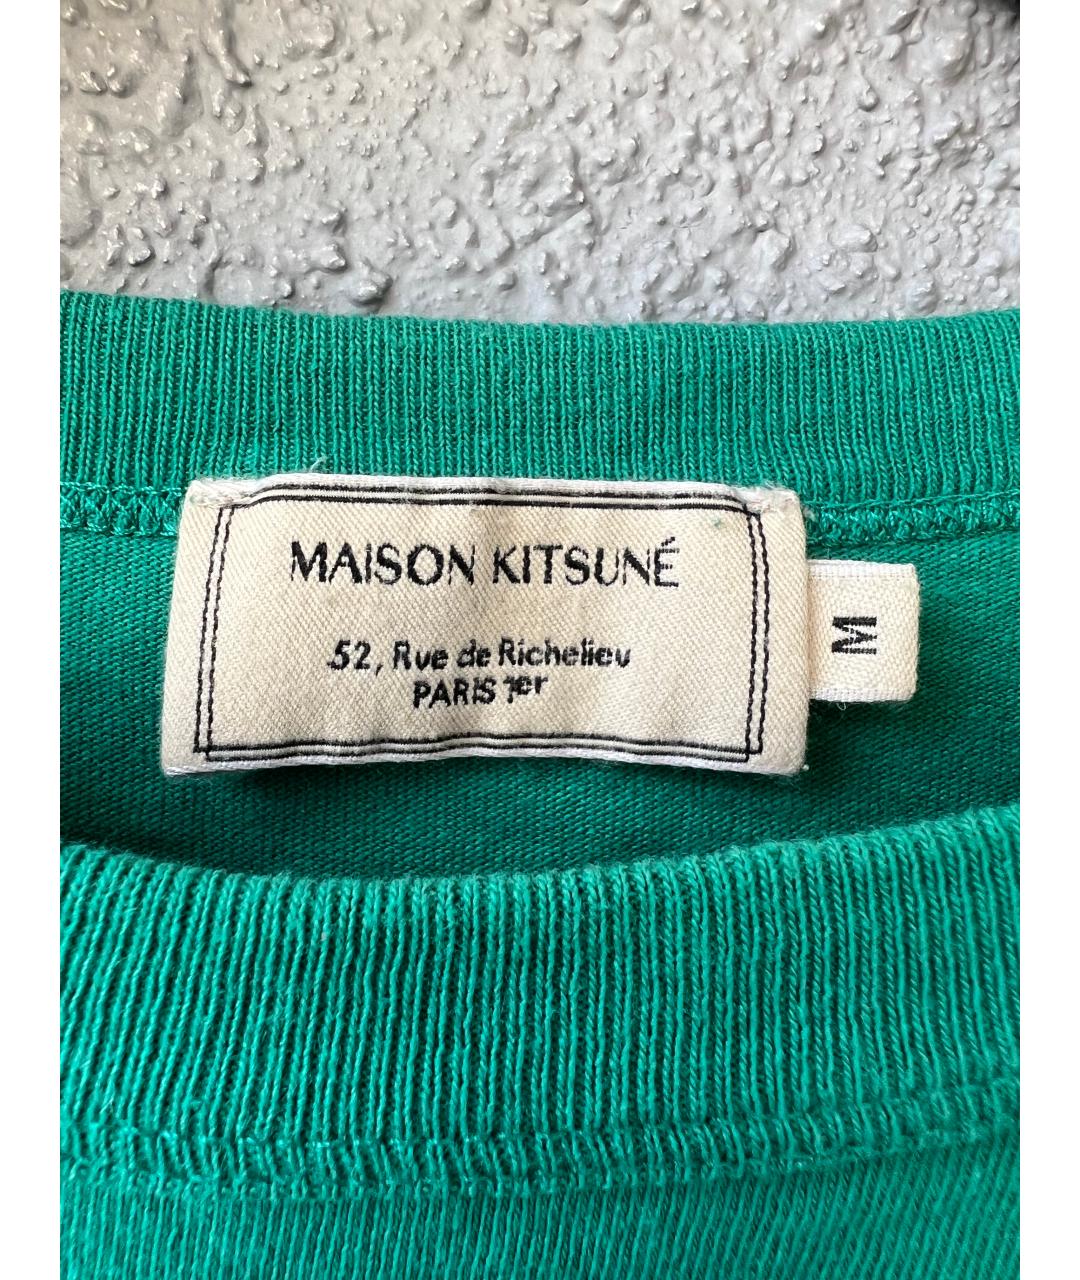 MAISON KITSUNÉ
52, Rue de Richelieu
PARIS 1er
M